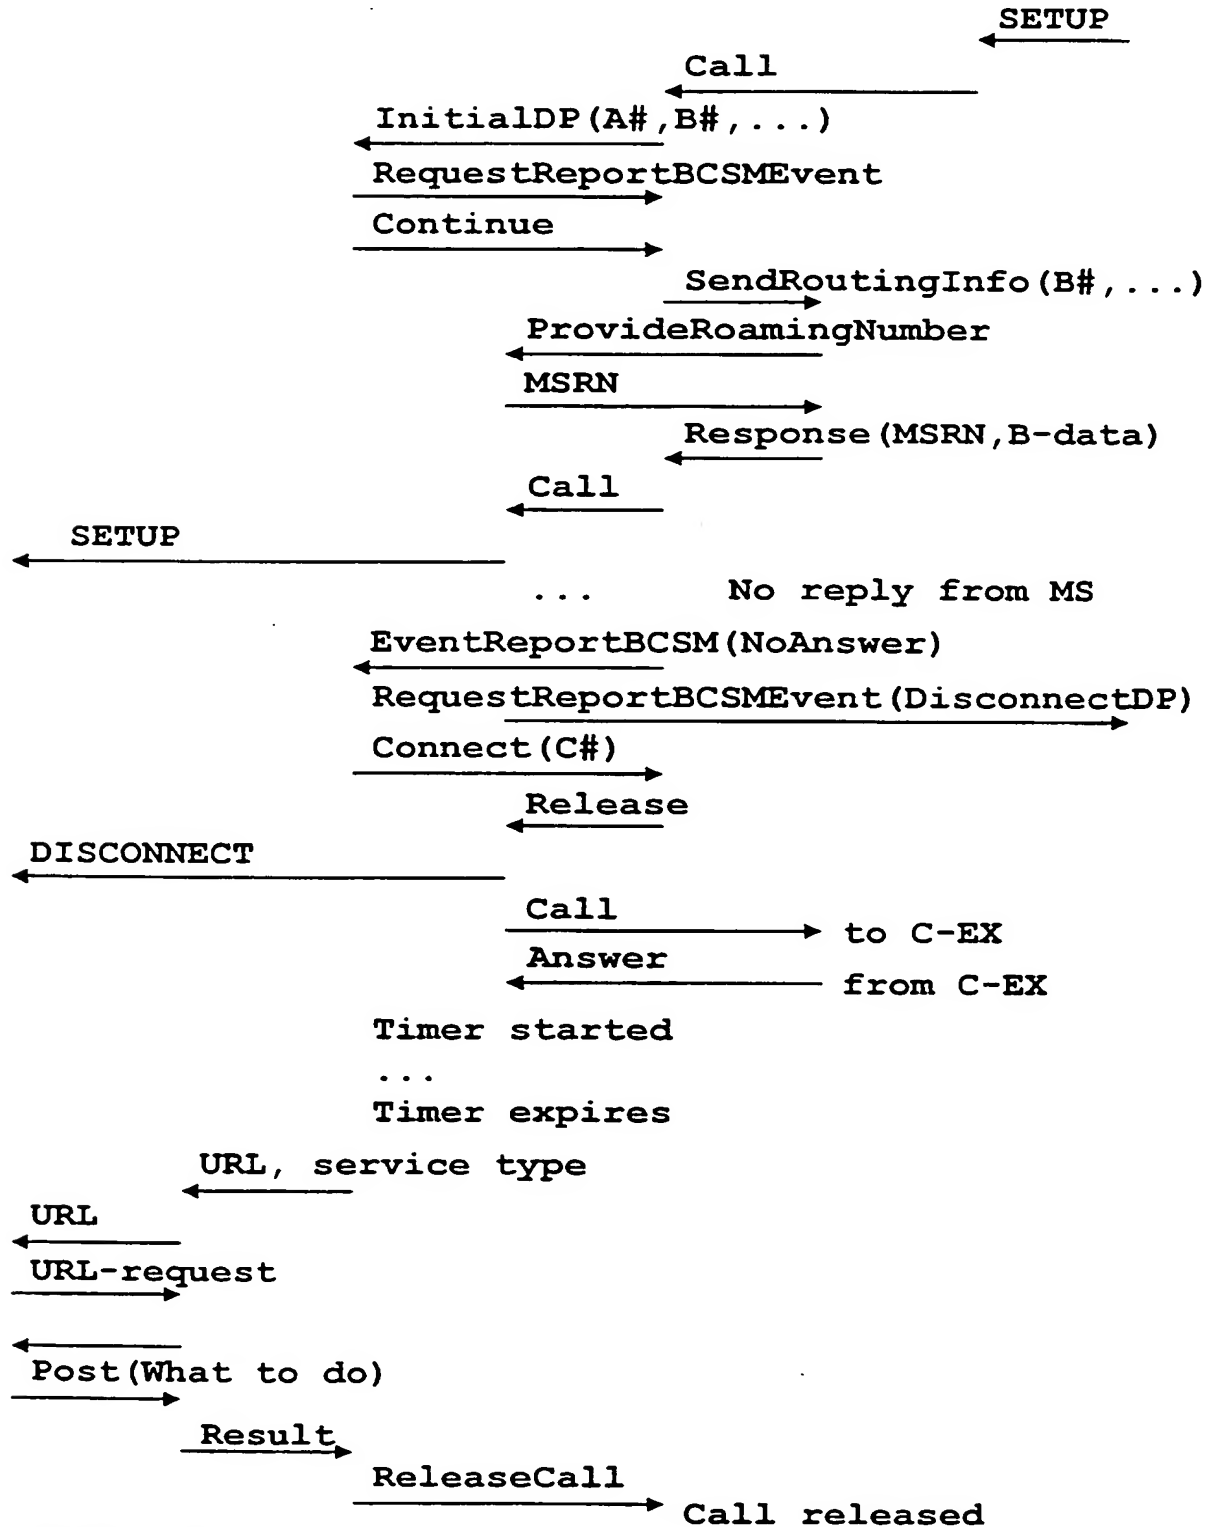 SETUP
Call
InitialDP(A#,B#,...)
RequestReportBCSMEvent
Continue
SendRoutingInfo(B#,...)
ProvideRoamingNumber
MSRN
Response(MSRN,B-data)
Call
SETUP
... No reply from MS
EventReportBCSM(NoAnswer)
RequestReportBCSMEvent(DisconnectDP)
Connect(C#)
Release
DISCONNECT
Call
to C-EX
Answer
from C-EX
Timer started
...
Timer expires
URL, service type
URL
URL-request
Post(What to do)
Result
ReleaseCall
Call released